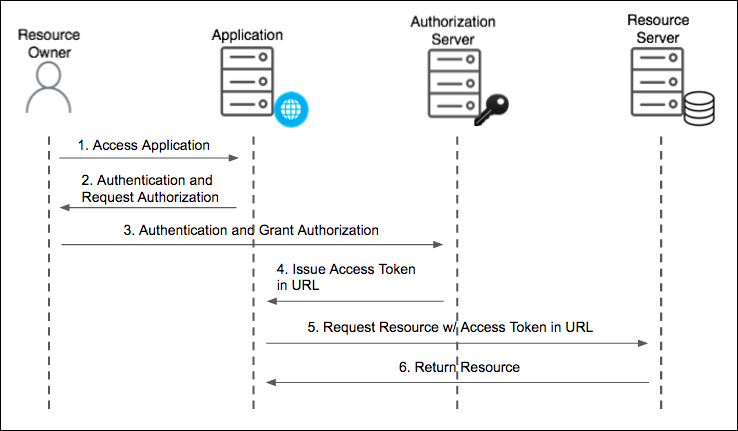 Resource
Owner
Application
Authorization
Server
Resource
Server
1. Access Application
2. Authentication and
Request Authorization
3. Authentication and Grant Authorization
4. Issue Access Token
in URL
5. Request Resource w/ Access Token in URL
6. Return Resource